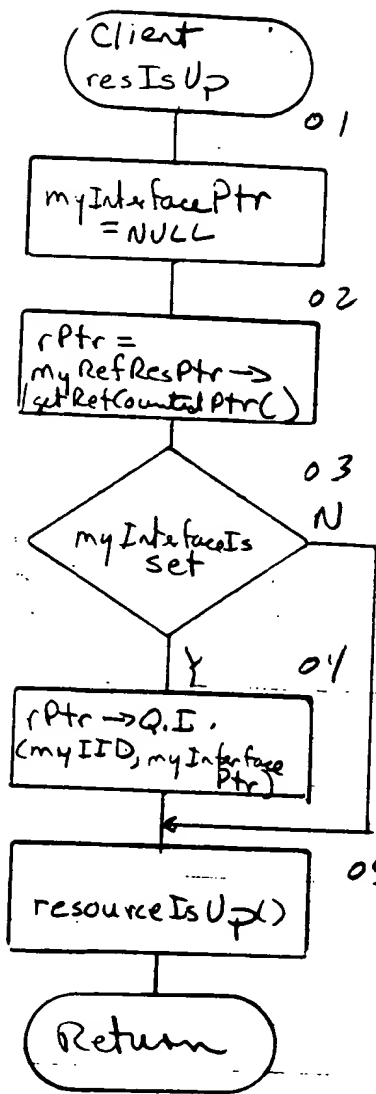 Client
resIsUp
01
myInterfacePtr
= NULL
02
rPtr =
myRefResPtr →
getRefCountedPtr()
03
N
myInterfaceIs
set
Y
04
rPtr → Q.I.
(myIID, myInterface
Ptr)
05
resourceIsUp()
Return